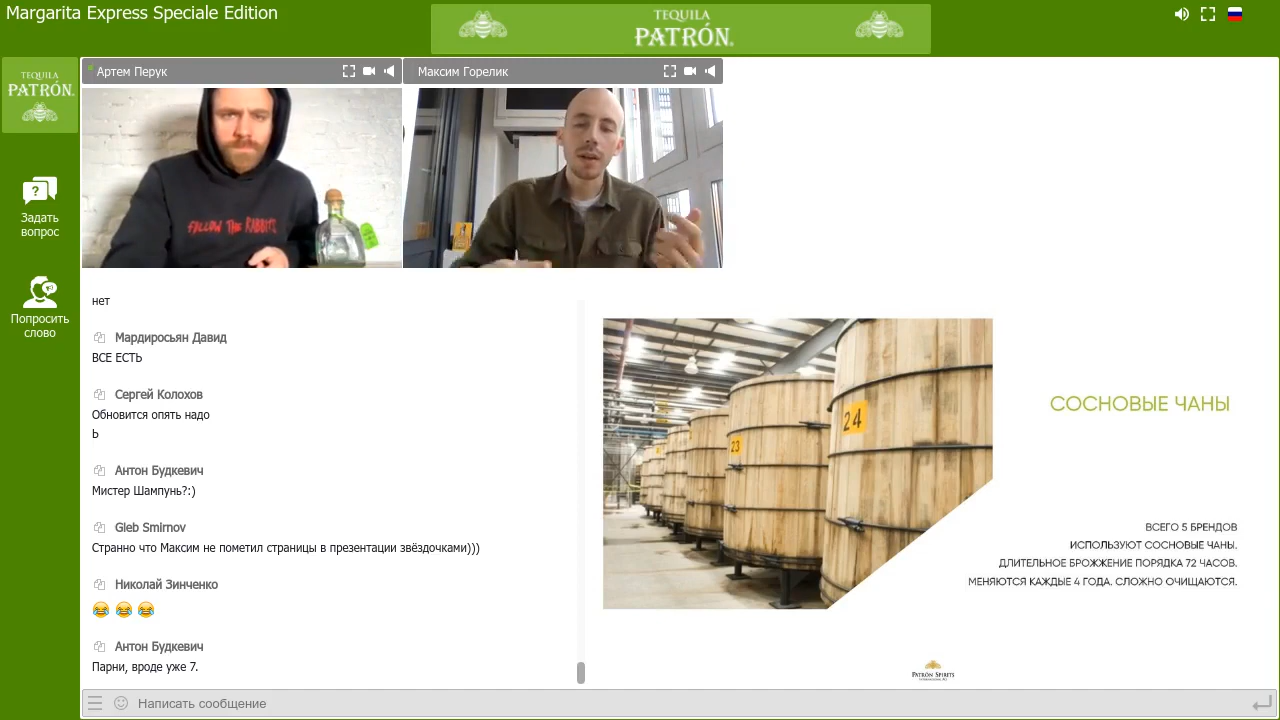 Margarita Express Speciale Edition
TEQUILA
PATRÓN.
TEQUILA
PATRÓN.
Задать
вопрос
Попросить
слово
Артем Перук
Максим Горелик
FOLLOW THE RABBIT
нет
Мардиросьян Давид
ВСЕ ЕСТЬ
Сергей Колохов
Обновится опять надо
Ь
Антон Будкевич
Мистер Шампунь?:)
Gleb Smirnov
Странно что Максим не пометил страницы в презентации звёздочками)))
Николай Зинченко
Антон Будкевич
Парни, вроде уже 7.
Написать сообщение
23
24
СОСНОВЫЕ ЧАНЫ
ВСЕГО 5 БРЕНДОВ
ИСПОЛЬЗУЮТ СОСНОВЫЕ ЧАНЫ.
ДЛИТЕЛЬНОЕ БРОЖЖЕНИЕ ПОРЯДКА 72 ЧАСОВ.
МЕНЯЮТСЯ КАЖДЫЕ 4 ГОДА. СЛОЖНО ОЧИЩАЮТСЯ.
PATRÓN SPIRITS